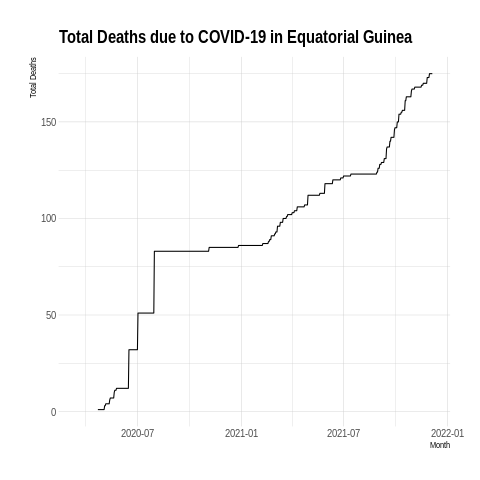 Total Deaths due to COVID-19 in Equatorial Guinea
Total Deaths
150
100
50
0
2020-07 2021-01 2021-07 2022-01
Month